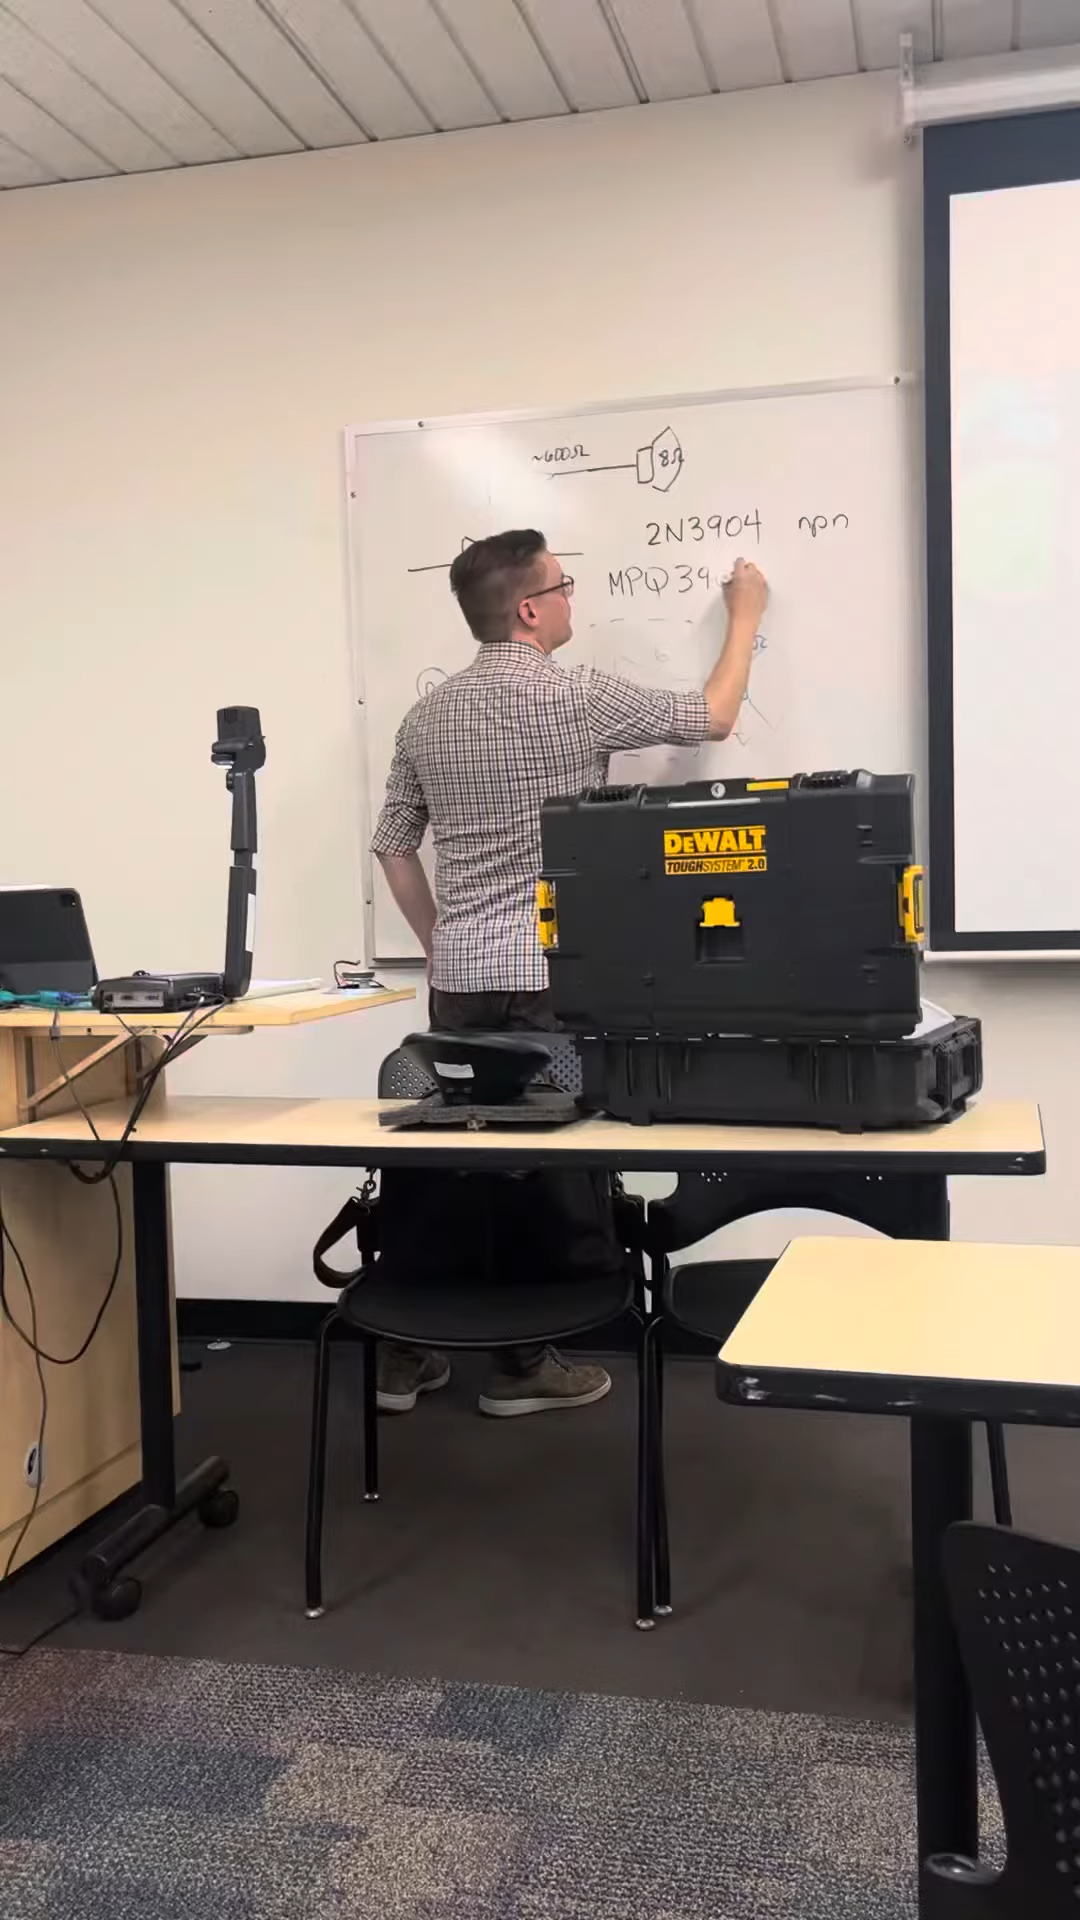 ~600Ω
8Ω
2N3904 npn
MPQ39
DEWALT
TOUGHSYSTEM 2.0